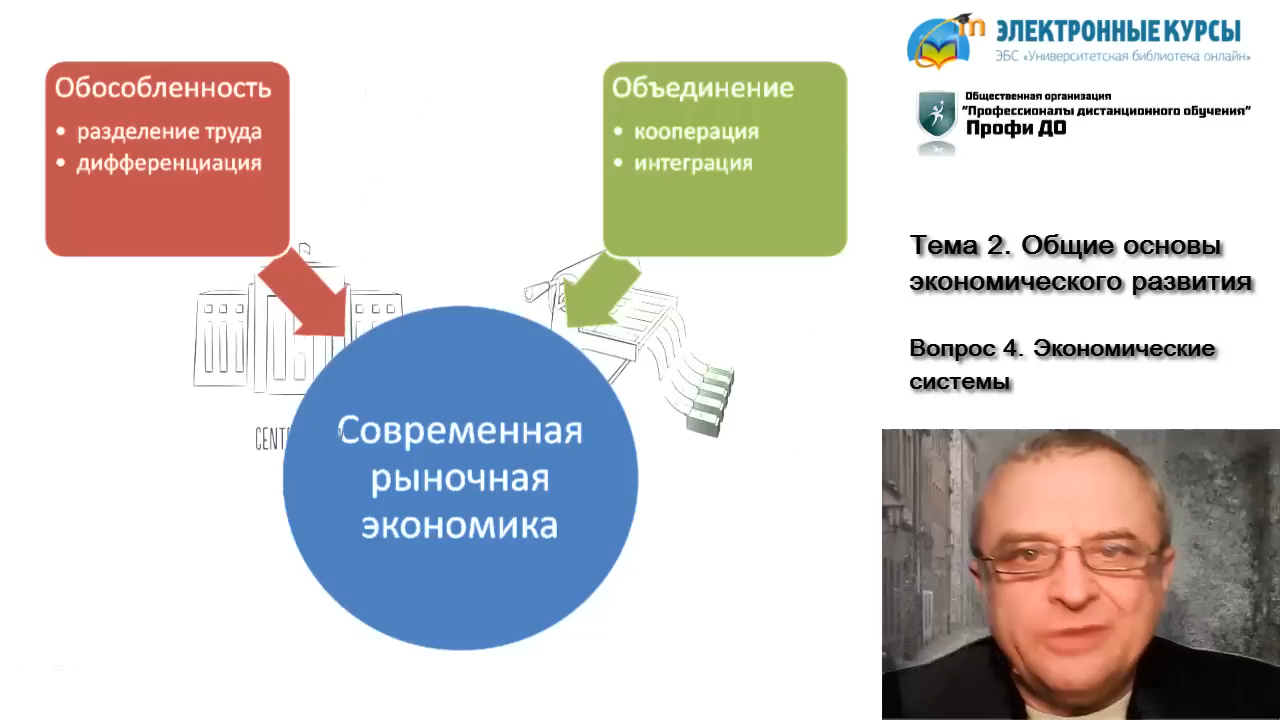 Обособленность
• разделение труда
• дифференциация
Объединение
• кооперация
• интеграция
CENT
Современная
рыночная
экономика
ЭЛЕКТРОННЫЕ КУРСЫ
ЭБС «Университетская библиотека онлайн»
Общественная организация
"Профессионалы дистанционного обучения"
Профи ДО
Тема 2. Общие основы
экономического развития
Вопрос 4. Экономические
системы